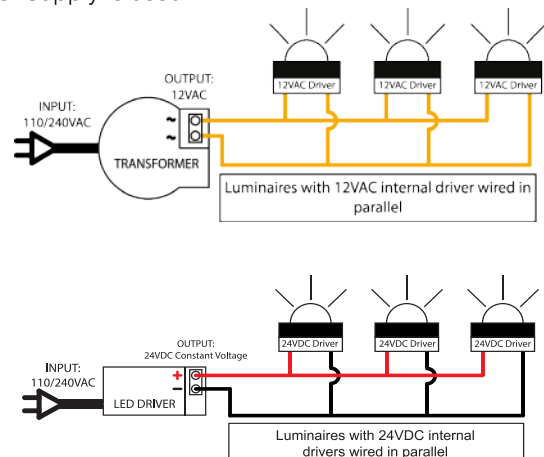 12VAC Driver
12VAC Driver
12VAC Driver
OUTPUT:
12VAC
INPUT:
110/240VAC
~
~
TRANSFORMER
Luminaires with 12VAC internal driver wired in
parallel
24VDC Driver
24VDC Driver
24VDC Driver
OUTPUT:
24VDC Constant Voltage
INPUT:
110/240VAC
+
−
LED DRIVER
Luminaires with 24VDC internal
drivers wired in parallel